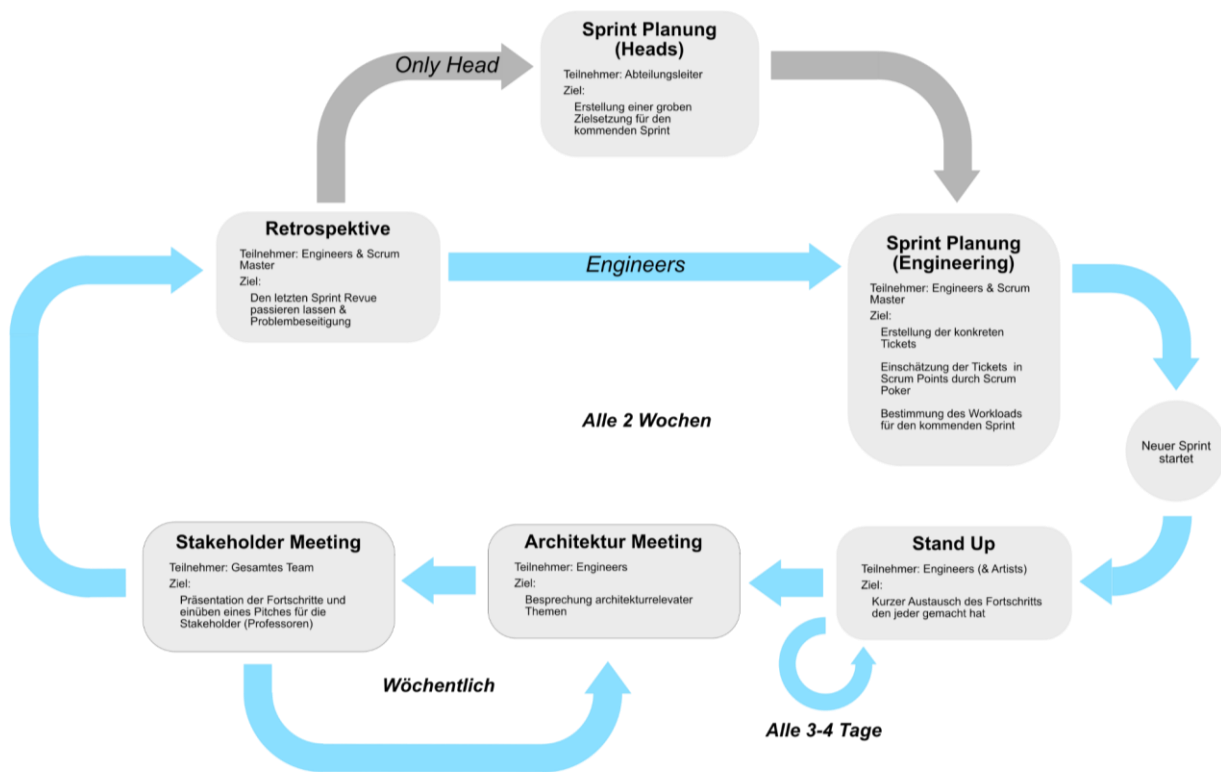 Sprint Planung
(Heads)
Teilnehmer: Abteilungsleiter
Ziel:
Erstellung einer groben
Zielsetzung für den
kommenden Sprint
Only Head
Retrospektive
Teilnehmer: Engineers & Scrum
Master
Ziel:
Den letzten Sprint Revue
passieren lassen &
Problembeseitigung
Engineers
Sprint Planung
(Engineering)
Teilnehmer: Engineers & Scrum
Master
Ziel:
Erstellung der konkreten
Tickets
Einschätzung der Tickets in
Scrum Points durch Scrum
Poker
Bestimmung des Workloads
für den kommenden Sprint
Alle 2 Wochen
Neuer Sprint
startet
Stakeholder Meeting
Teilnehmer: Gesamtes Team
Ziel:
Präsentation der Fortschritte und
einüben eines Pitches für die
Stakeholder (Professoren)
Architektur Meeting
Teilnehmer: Engineers
Ziel:
Besprechung architekturrelevater
Themen
Stand Up
Teilnehmer: Engineers (& Artists)
Ziel:
Kurzer Austausch des Fortschritts
den jeder gemacht hat
Wöchentlich
Alle 3-4 Tage